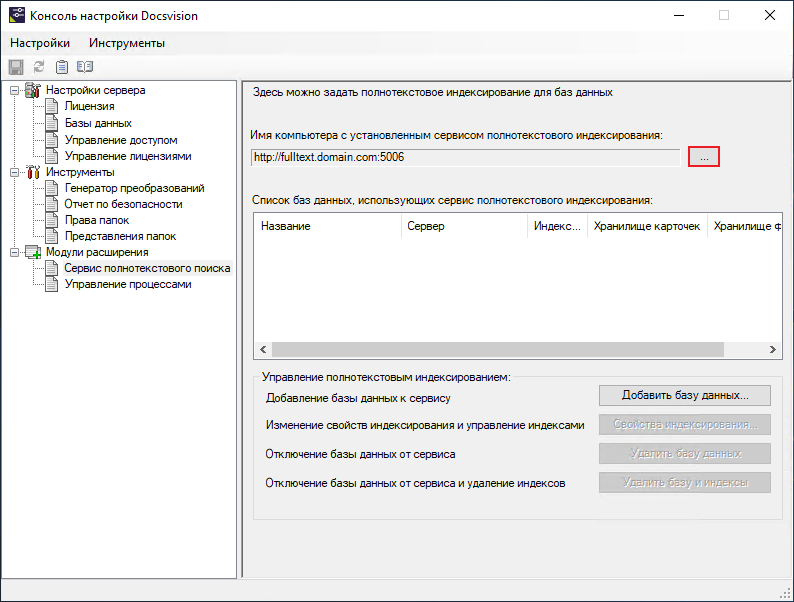 Консоль настройки Docsvision
Настройки Инструменты
Настройки сервера
Лицензия
Базы данных
Управление доступом
Управление лицензиями
Инструменты
Генератор преобразований
Отчет по безопасности
Права папок
Представления папок
Модули расширения
Сервис полнотекстового поиска
Управление процессами
Здесь можно задать полнотекстовое индексирование для баз данных
Имя компьютера с установленным сервисом полнотекстового индексирования:
http://fulltext.domain.com:5006 ...
Список баз данных, использующих сервис полнотекстового индексирования:
Название Сервер Индекс... Хранилище карточек Хранилище ф
Управление полнотекстовым индексированием:
Добавление базы данных к сервису Добавить базу данных...
Изменение свойств индексирования и управление индексами Свойства индексирования...
Отключение базы данных от сервиса Удалить базу данных
Отключение базы данных от сервиса и удаление индексов Удалить базу и индексы